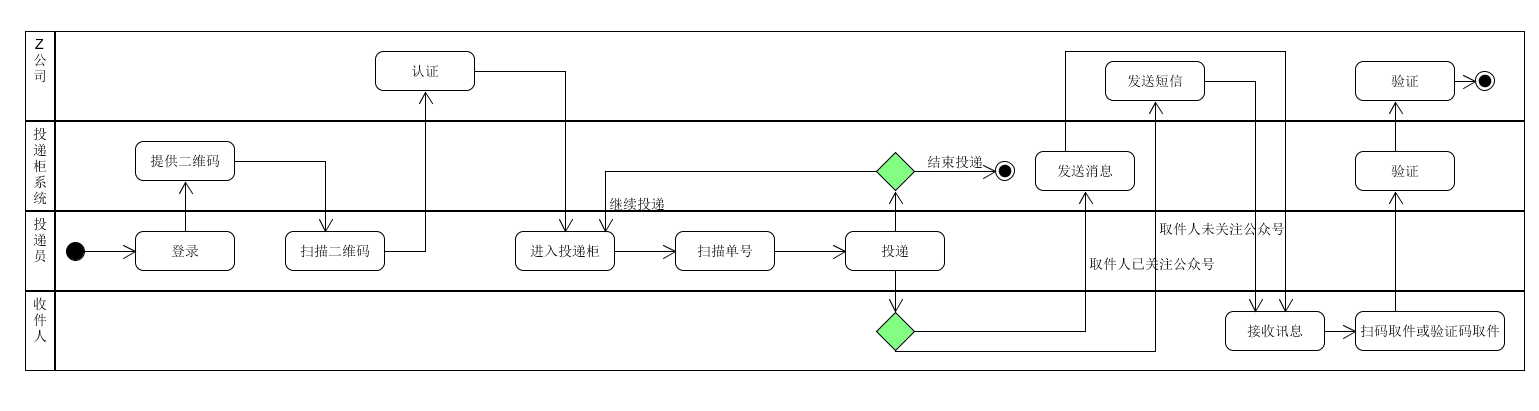 Z公司
认证
发送短信
验证
投递柜系统
提供二维码
结束投递
发送消息
验证
继续投递
投递员
登录
扫描二维码
进入投递柜
扫描单号
投递
取件人未关注公众号
取件人已关注公众号
收件人
接收讯息
扫码取件或验证码取件